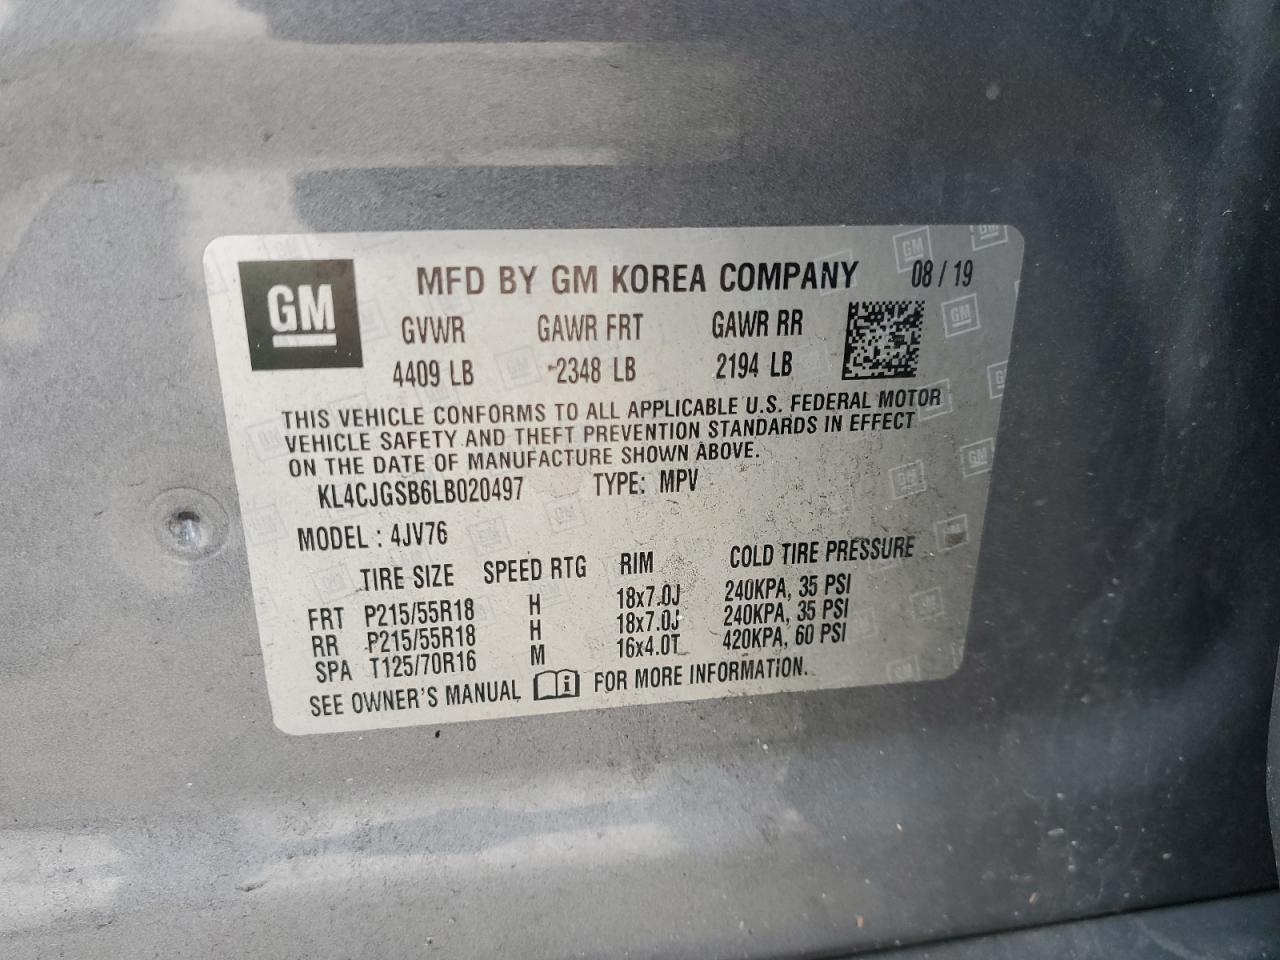 GM
MFD BY GM KOREA COMPANY 08 / 19
GVWR GAWR FRT GAWR RR
4409 LB 2348 LB 2194 LB
THIS VEHICLE CONFORMS TO ALL APPLICABLE U.S. FEDERAL MOTOR
VEHICLE SAFETY AND THEFT PREVENTION STANDARDS IN EFFECT
ON THE DATE OF MANUFACTURE SHOWN ABOVE.
KL4CJGSB6LB020497 TYPE: MPV
MODEL : 4JV76
TIRE SIZE SPEED RTG RIM COLD TIRE PRESSURE
FRT P215/55R18 H 18x7.0J 240KPA, 35 PSI
RR P215/55R18 H 18x7.0J 240KPA, 35 PSI
SPA T125/70R16 M 16x4.0T 420KPA, 60 PSI
SEE OWNER'S MANUAL i FOR MORE INFORMATION.